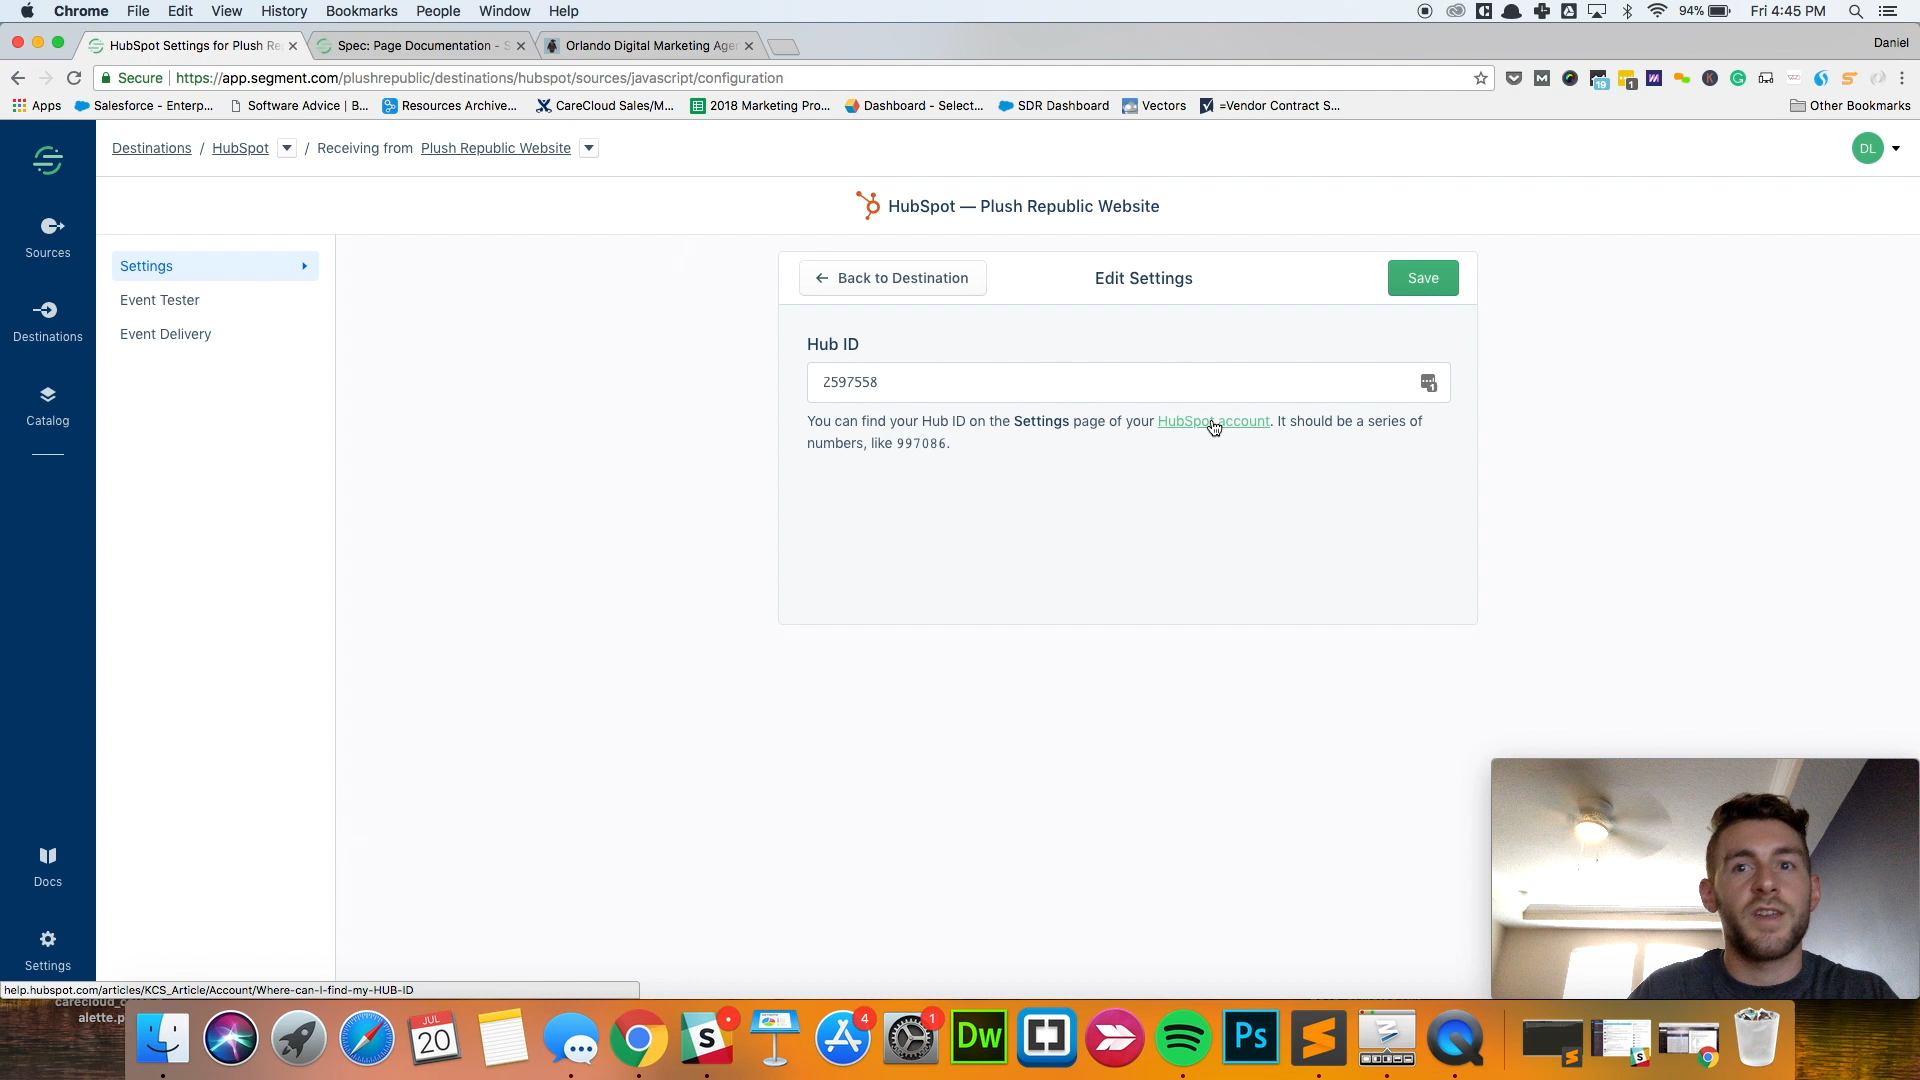 Chrome File Edit View History Bookmarks People Window Help 94% Fri 4:45 PM
HubSpot Settings for Plush Re Spec: Page Documentation - S Orlando Digital Marketing Agen Daniel
Secure https://app.segment.com/plushrepublic/destinations/hubspot/sources/javascript/configuration
Apps Salesforce - Enterp... Software Advice | B... Resources Archive... CareCloud Sales/M... 2018 Marketing Pro... Dashboard - Select... SDR Dashboard Vectors =Vendor Contract S... Other Bookmarks
Destinations / HubSpot / Receiving from Plush Republic Website DL
HubSpot — Plush Republic Website
Sources
Destinations
Catalog
Docs
Settings
Settings
Event Tester
Event Delivery
Back to Destination Edit Settings Save
Hub ID
2597558
You can find your Hub ID on the Settings page of your HubSpot account. It should be a series of
numbers, like 997086.
help.hubspot.com/articles/KCS_Article/Account/Where-can-I-find-my-HUB-ID
alette.p
JUL
20
4
1
Dw
Ps